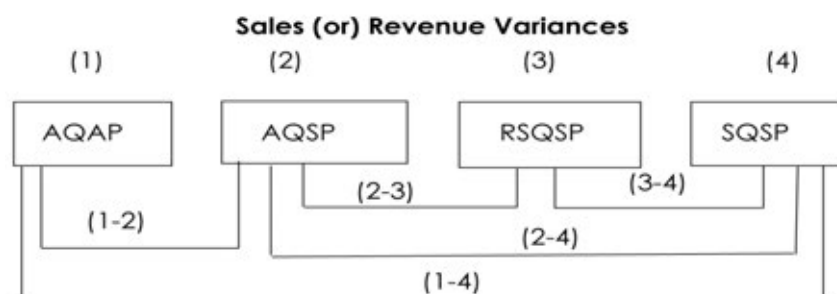 Sales (or) Revenue Variances
(1) (2) (3) (4)
AQAP AQSP RSQSP SQSP
(2-3) (3-4)
(1-2)
(2-4)
(1-4)